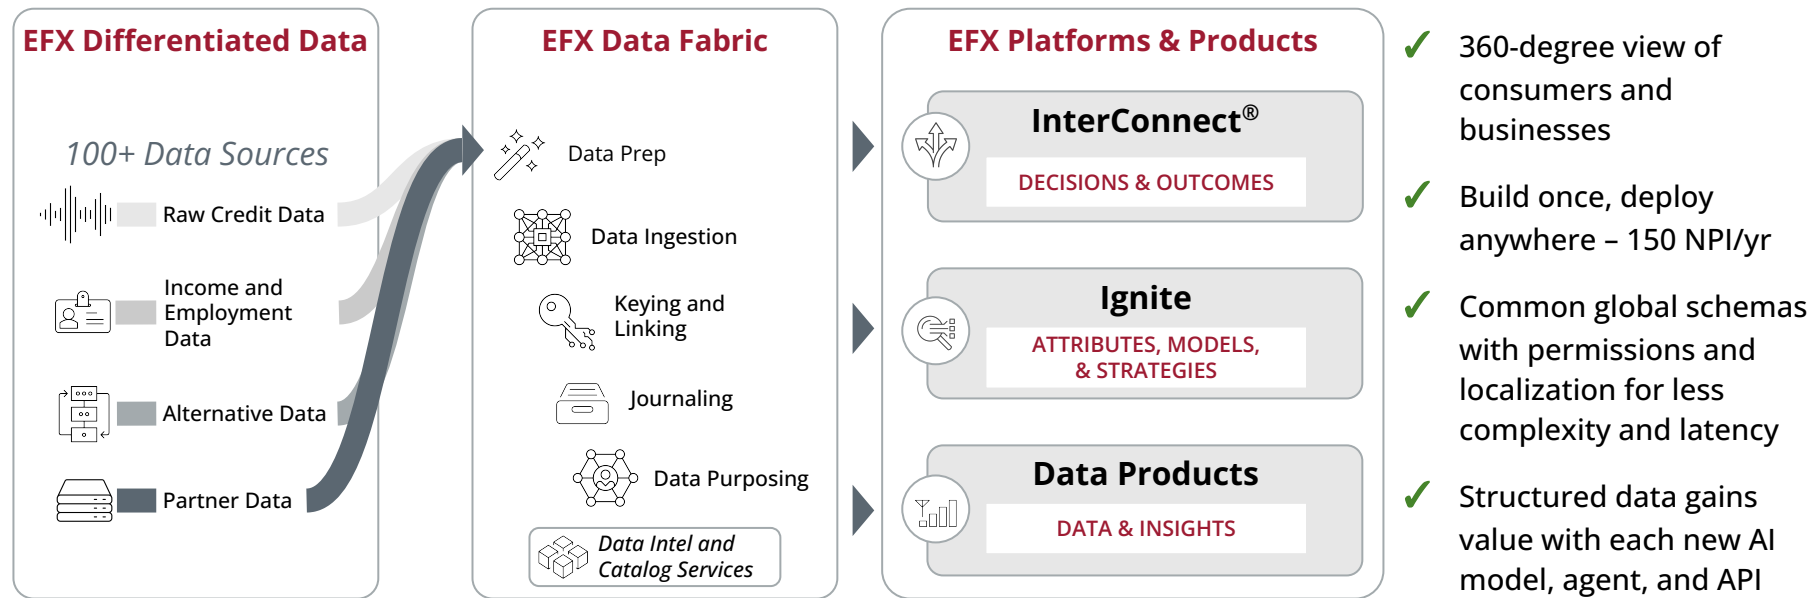 EFX Differentiated Data
100+ Data Sources
Raw Credit Data
Income and
Employment
Data
Alternative Data
Partner Data
EFX Data Fabric
Data Prep
Data Ingestion
Keying and
Linking
Journaling
Data Purposing
Data Intel and
Catalog Services
EFX Platforms & Products
InterConnect®
DECISIONS & OUTCOMES
Ignite
ATTRIBUTES, MODELS,
& STRATEGIES
Data Products
DATA & INSIGHTS
✓ 360-degree view of
consumers and
businesses
✓ Build once, deploy
anywhere – 150 NPI/yr
✓ Common global schemas
with permissions and
localization for less
complexity and latency
✓ Structured data gains
value with each new AI
model, agent, and API